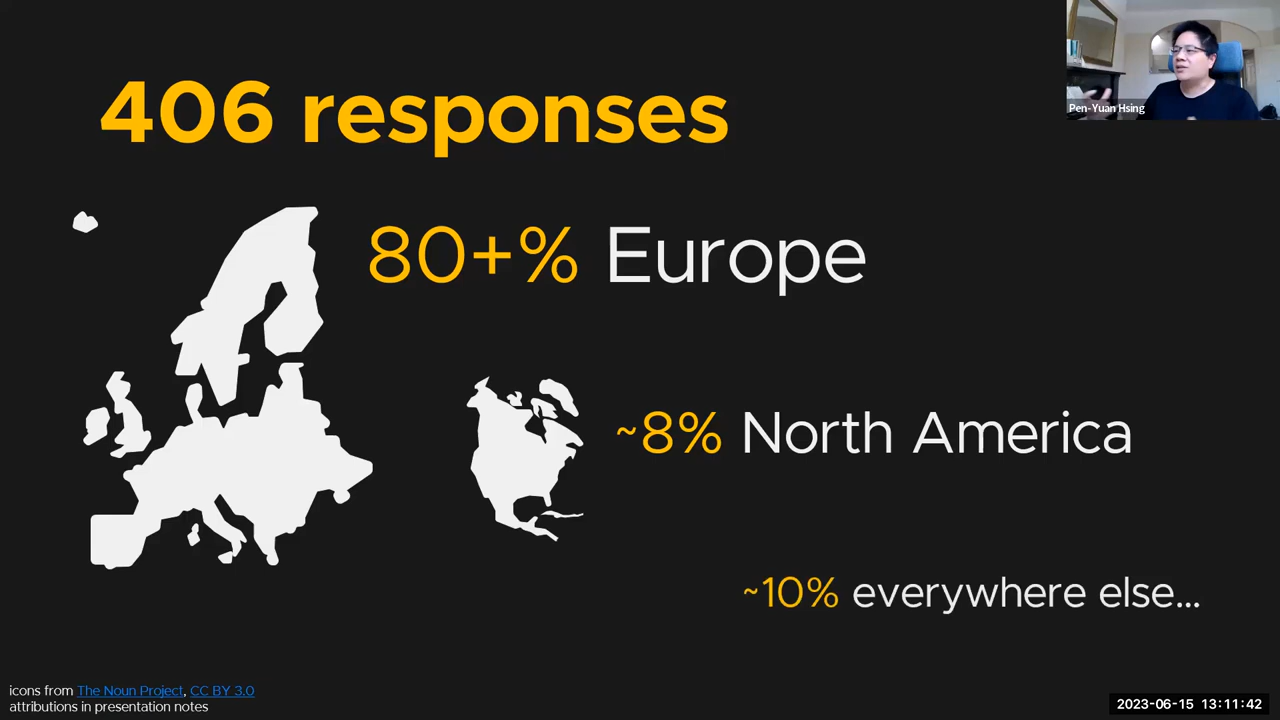 406 responses
Pen-Yuan Hsing
80+% Europe
~8% North America
~10% everywhere else...
icons from The Noun Project, CC BY 3.0
attributions in presentation notes
2023-06-15 13:11:42